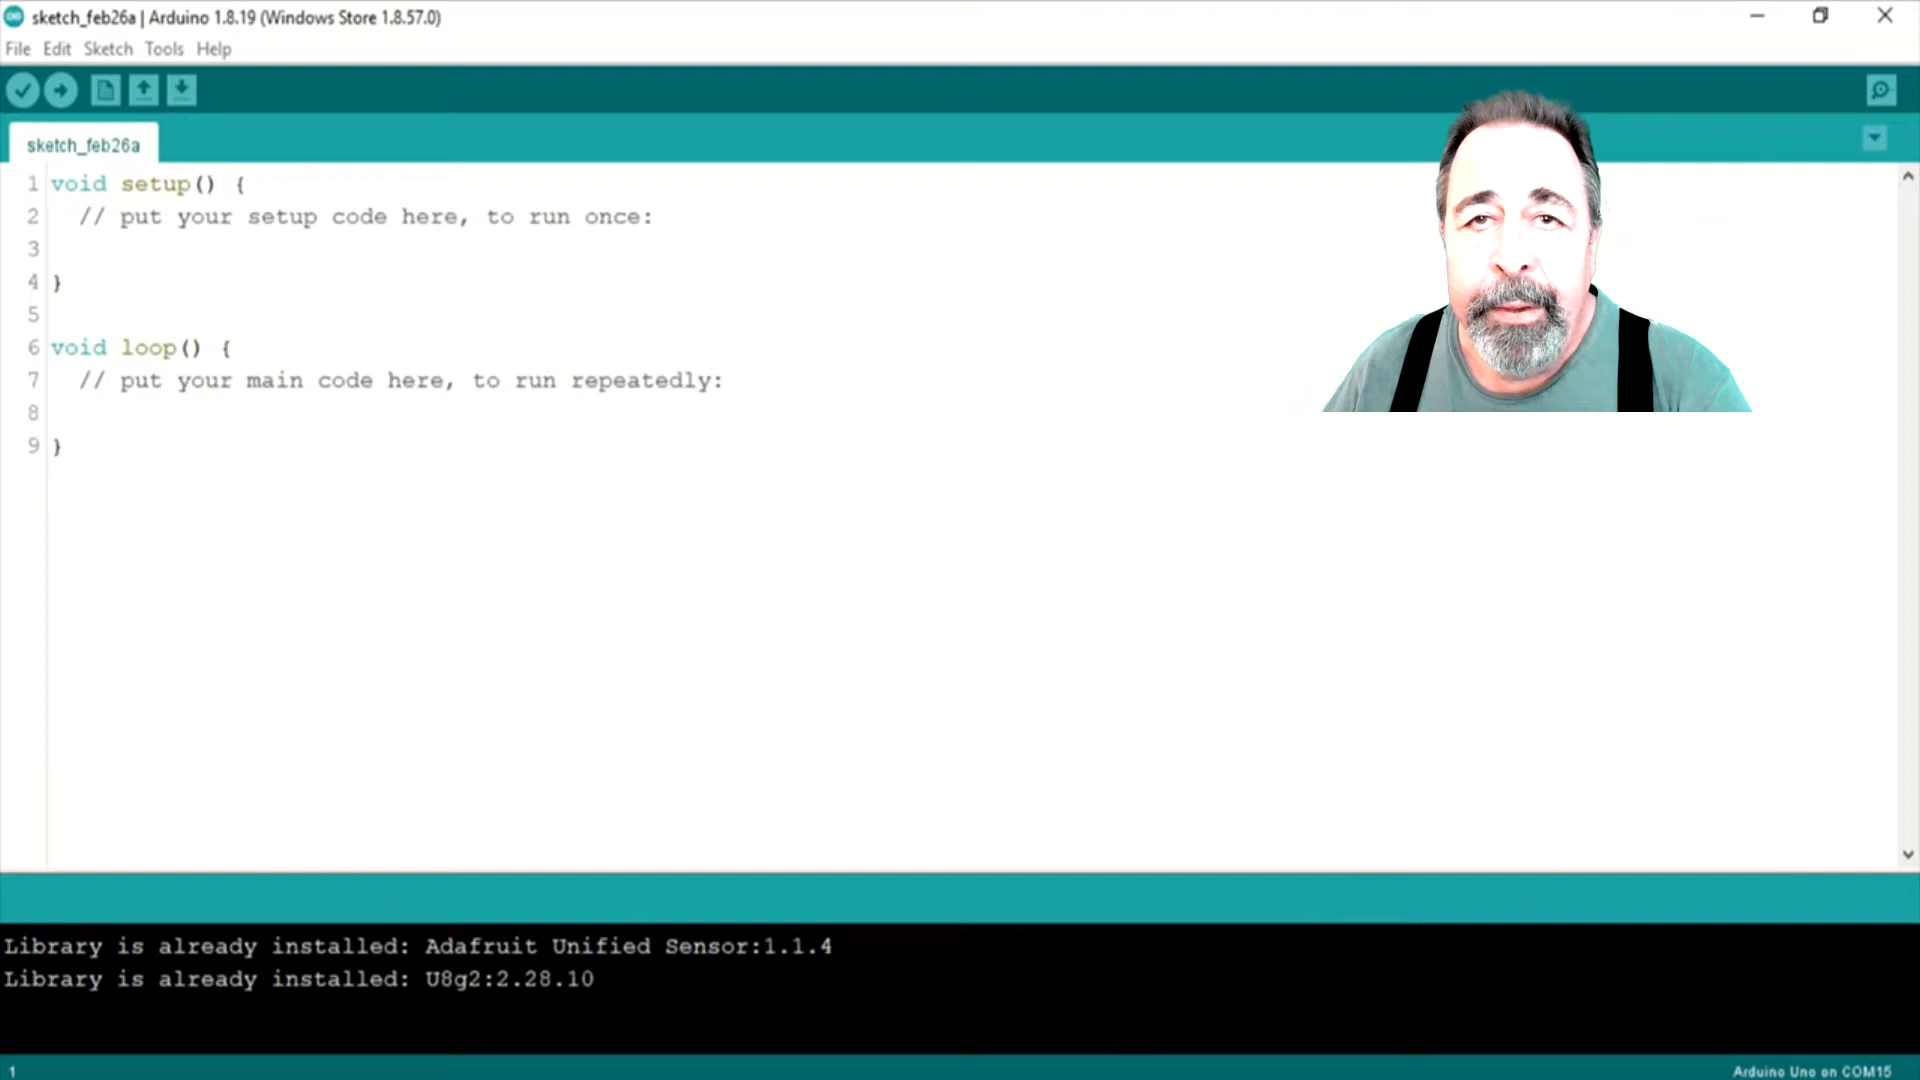 sketch_feb26a | Arduino 1.8.19 (Windows Store 1.8.57.0)
File Edit Sketch Tools Help
sketch_feb26a
1 void setup() {
2 // put your setup code here, to run once:
3
4 }
5
6 void loop() {
7 // put your main code here, to run repeatedly:
8
9 }
Library is already installed: Adafruit Unified Sensor:1.1.4
Library is already installed: U8g2:2.28.10
1 Arduino Uno on COM15